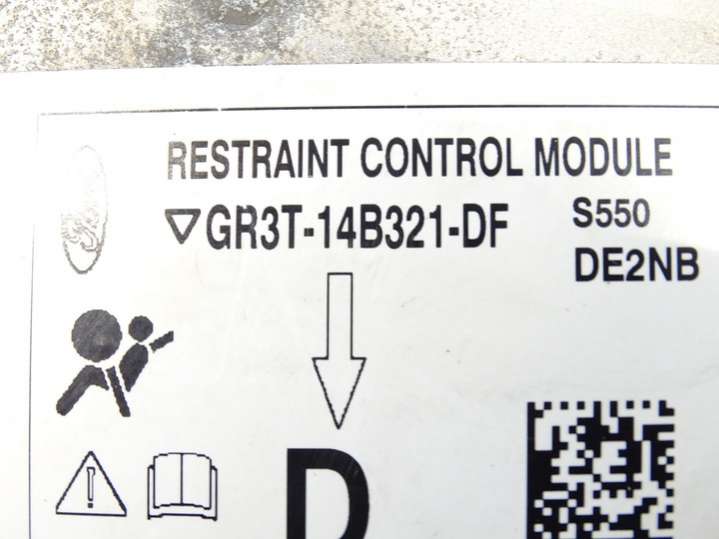 RESTRAINT CONTROL MODULE
GR3T-14B321-DF S550
DE2NB
D